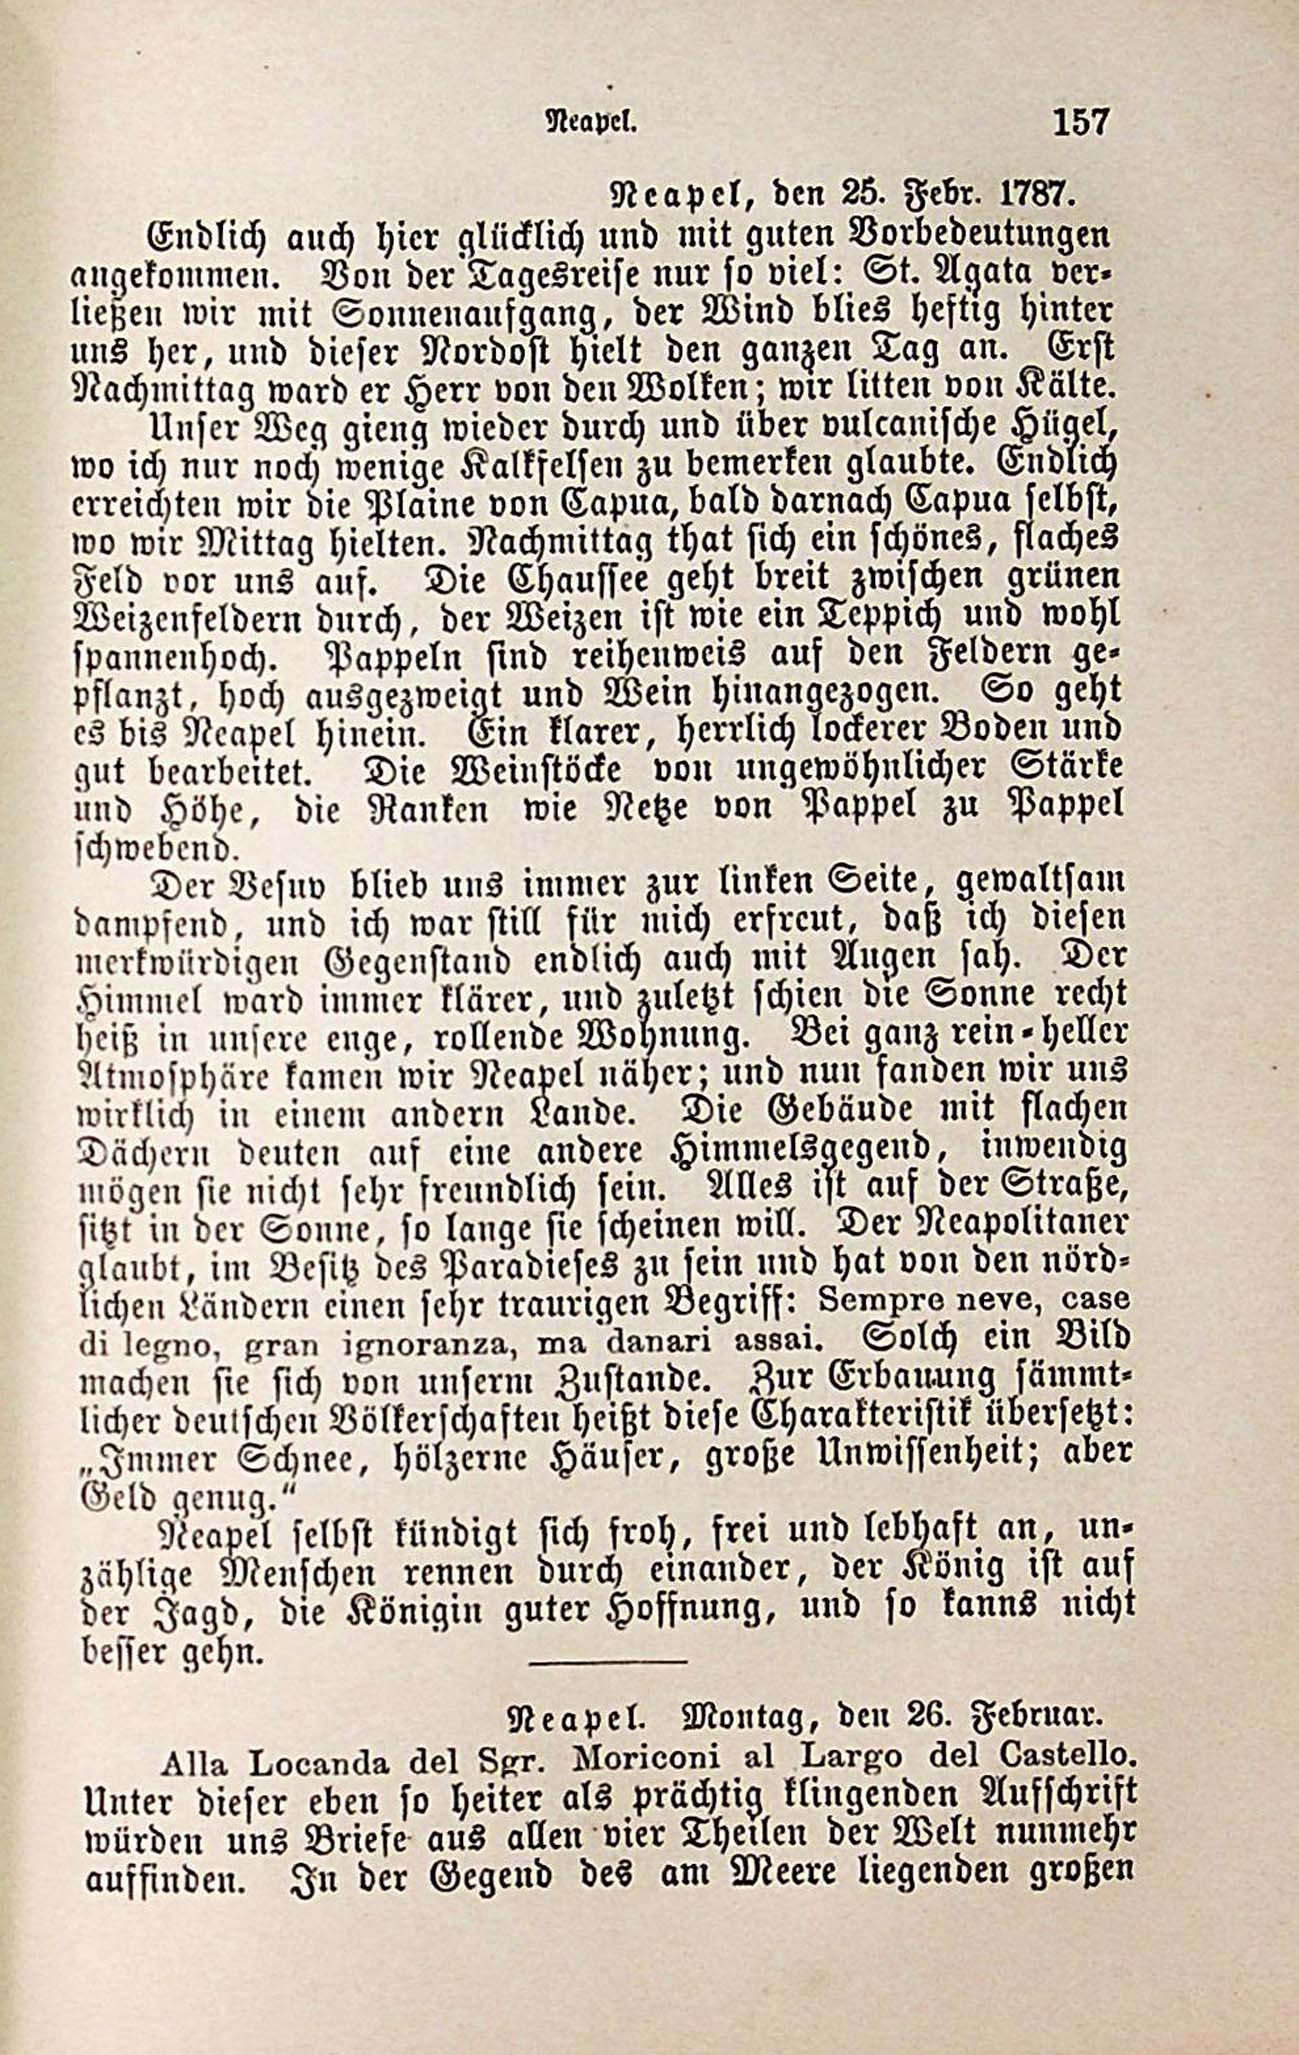 Neapel. 157
Neapel, den 25. Febr. 1787.
Endlich auch hier glücklich und mit guten Vorbedeutungen
angekommen. Von der Tagesreise nur so viel: St. Agata ver-
ließen wir mit Sonnenaufgang, der Wind blies heftig hinter
uns her, und dieser Nordost hielt den ganzen Tag an. Erst
Nachmittag ward er Herr von den Wolken; wir litten von Kälte.
Unser Weg gieng wieder durch und über vulcanische Hügel,
wo ich nur noch wenige Kalkfelsen zu bemerken glaubte. Endlich
erreichten wir die Plaine von Capua, bald darnach Capua selbst,
wo wir Mittag hielten. Nachmittag that sich ein schönes, flaches
Feld vor uns auf. Die Chaussee geht breit zwischen grünen
Weizenfeldern durch, der Weizen ist wie ein Teppich und wohl
spannenhoch. Pappeln sind reihenweis auf den Feldern ge-
pflanzt, hoch ausgezweigt und Wein hinangezogen. So geht
es bis Neapel hinein. Ein klarer, herrlich lockerer Boden und
gut bearbeitet. Die Weinstöcke von ungewöhnlicher Stärke
und Höhe, die Ranken wie Netze von Pappel zu Pappel
schwebend.
Der Vesuv blieb uns immer zur linken Seite, gewaltsam
dampfend, und ich war still für mich erfreut, daß ich diesen
merkwürdigen Gegenstand endlich auch mit Augen sah. Der
Himmel ward immer klärer, und zuletzt schien die Sonne recht
heiß in unsere enge, rollende Wohnung. Bei ganz rein-heller
Atmosphäre kamen wir Neapel näher; und nun fanden wir uns
wirklich in einem andern Lande. Die Gebäude mit flachen
Dächern deuten auf eine andere Himmelsgegend, inwendig
mögen sie nicht sehr freundlich sein. Alles ist auf der Straße,
sitzt in der Sonne, so lange sie scheinen will. Der Neapolitaner
glaubt, im Besitz des Paradieses zu sein und hat von den nörd-
lichen Ländern einen sehr traurigen Begriff: Sempre neve, case
di legno, gran ignoranza, ma danari assai. Solch ein Bild
machen sie sich von unserm Zustande. Zur Erbauung sämmt-
licher deutschen Völkerschaften heißt diese Charakteristik übersetzt:
„Immer Schnee, hölzerne Häuser, große Unwissenheit; aber
Geld genug.“
Neapel selbst kündigt sich froh, frei und lebhaft an, un-
zählige Menschen rennen durch einander, der König ist auf
der Jagd, die Königin guter Hoffnung, und so kanns nicht
besser gehn.
Neapel. Montag, den 26. Februar.
Alla Locanda del Sgr. Moriconi al Largo del Castello.
Unter dieser eben so heiter als prächtig klingenden Aufschrift
würden uns Briefe aus allen vier Theilen der Welt nunmehr
auffinden. In der Gegend des am Meere liegenden großen